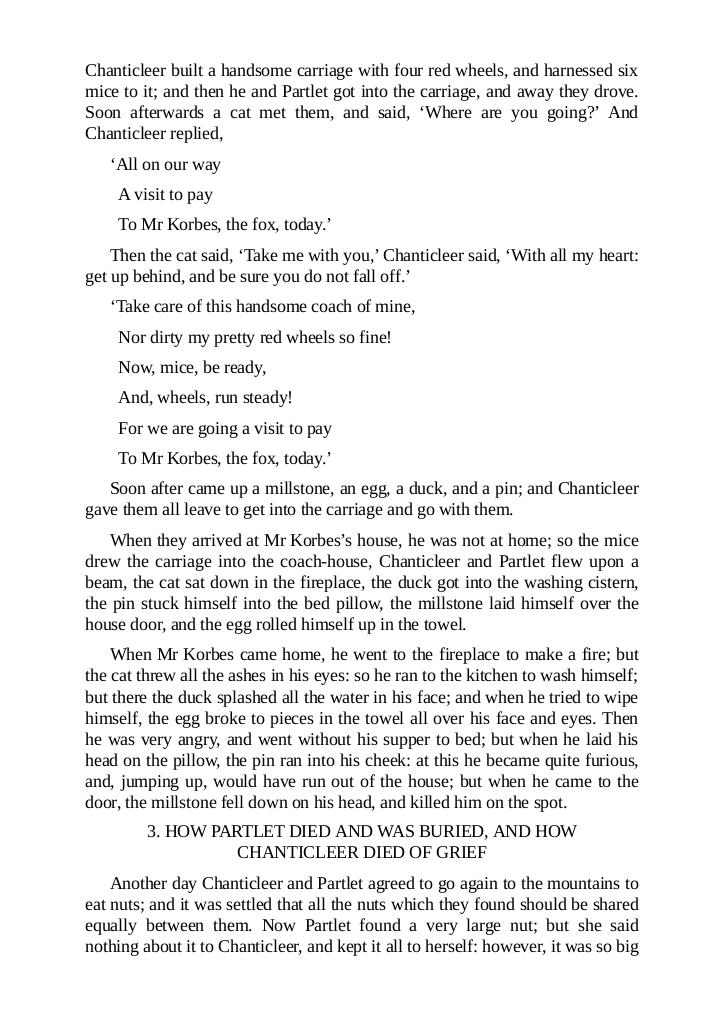 Chanticleer built a handsome carriage with four red wheels, and harnessed six
mice to it; and then he and Partlet got into the carriage, and away they drove.
Soon afterwards a cat met them, and said, ‘Where are you going?’ And
Chanticleer replied,
‘All on our way
A visit to pay
To Mr Korbes, the fox, today.’
Then the cat said, ‘Take me with you,’ Chanticleer said, ‘With all my heart:
get up behind, and be sure you do not fall off.’
‘Take care of this handsome coach of mine,
Nor dirty my pretty red wheels so fine!
Now, mice, be ready,
And, wheels, run steady!
For we are going a visit to pay
To Mr Korbes, the fox, today.’
Soon after came up a millstone, an egg, a duck, and a pin; and Chanticleer
gave them all leave to get into the carriage and go with them.
When they arrived at Mr Korbes’s house, he was not at home; so the mice
drew the carriage into the coach-house, Chanticleer and Partlet flew upon a
beam, the cat sat down in the fireplace, the duck got into the washing cistern,
the pin stuck himself into the bed pillow, the millstone laid himself over the
house door, and the egg rolled himself up in the towel.
When Mr Korbes came home, he went to the fireplace to make a fire; but
the cat threw all the ashes in his eyes: so he ran to the kitchen to wash himself;
but there the duck splashed all the water in his face; and when he tried to wipe
himself, the egg broke to pieces in the towel all over his face and eyes. Then
he was very angry, and went without his supper to bed; but when he laid his
head on the pillow, the pin ran into his cheek: at this he became quite furious,
and, jumping up, would have run out of the house; but when he came to the
door, the millstone fell down on his head, and killed him on the spot.
3. HOW PARTLET DIED AND WAS BURIED, AND HOW
CHANTICLEER DIED OF GRIEF
Another day Chanticleer and Partlet agreed to go again to the mountains to
eat nuts; and it was settled that all the nuts which they found should be shared
equally between them. Now Partlet found a very large nut; but she said
nothing about it to Chanticleer, and kept it all to herself: however, it was so big